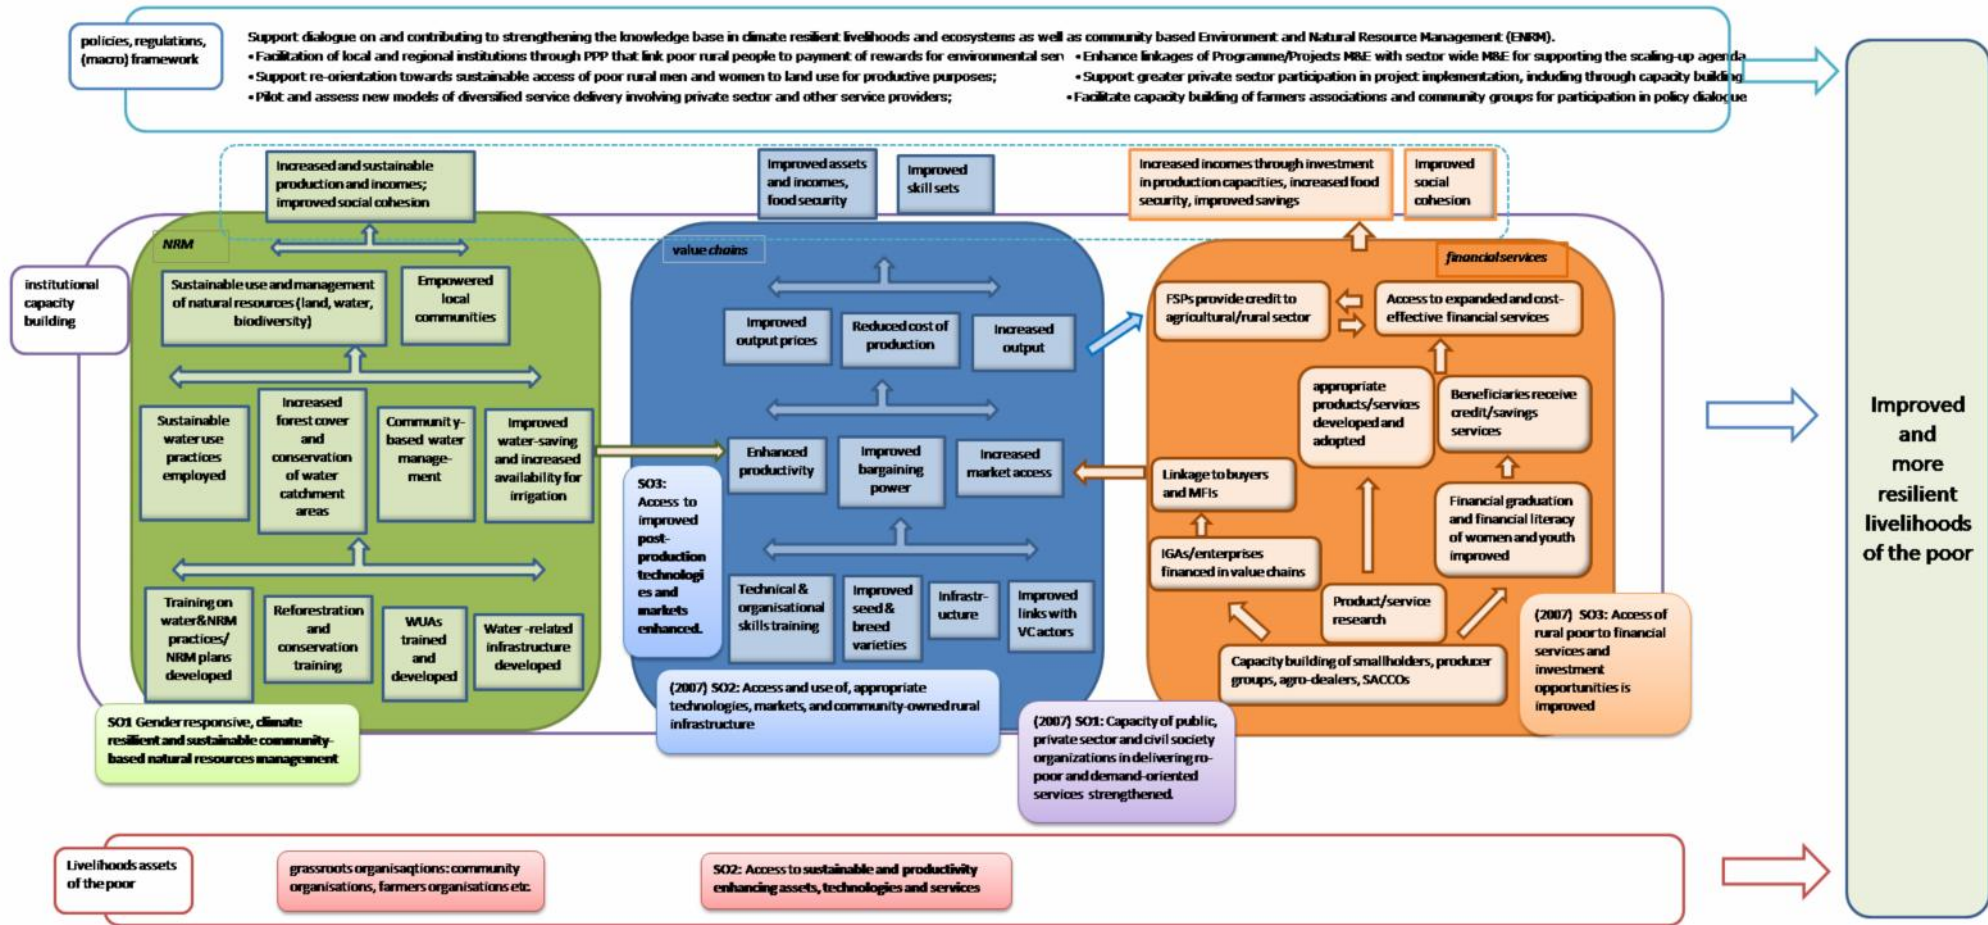 policies, regulations,
(macro) framework
Support dialogue on and contributing to strengthening the knowledge base in climate resilient livelihoods and ecosystems as well as community based Environment and Natural Resource Management (ENRM).
• Facilitation of local and regional institutions through PPP that link poor rural people to payment of rewards for environmental serv
• Enhance linkages of Programme/Projects M&E with sector wide M&E for supporting the scaling-up agenda
• Support re-orientation towards sustainable access of poor rural men and women to land use for productive purposes;
• Support greater private sector participation in project implementation, including through capacity building
• Pilot and assess new models of diversified service delivery involving private sector and other service providers;
• Facilitate capacity building of farmers associations and community groups for participation in policy dialogue
Increased and sustainable
production and incomes;
improved social cohesion
Improved assets
and incomes,
food security
Improved
skill sets
Increased incomes through investment
in production capacities, increased food
security, improved savings
Improved
social
cohesion
institutional
capacity
building
NRM
Sustainable use and management
of natural resources (land, water,
biodiversity)
Empowered
local
communities
Sustainable
water use
practices
employed
Increased
forest cover
and
conservation
of water
catchment
areas
Community-
based water
manage-
ment
Improved
water-saving
and increased
availability for
irrigation
Training on
water&NRM
practices/
NRM plans
developed
Reforestration
and
conservation
training
WUAs
trained
and
developed
Water -related
infrastructure
developed
SO1 Gender responsive, climate
resilient and sustainable community-
based natural resources management
value chains
Improved
output prices
Reduced cost of
production
Increased
output
Enhanced
productivity
Improved
bargaining
power
Increased
market access
SO3:
Access to
improved
post-
production
technologi
es and
markets
enhanced.
Technical &
organisational
skills training
Improved
seed &
breed
varieties
Infrastr-
ucture
Improved
links with
VC actors
(2007) SO2: Access and use of, appropriate
technologies, markets, and community-owned rural
infrastructure
financial services
FSPs provide credit to
agricultural/rural sector
Access to expanded and cost-
effective financial services
appropriate
products/services
developed and
adopted
Beneficiaries receive
credit/savings
services
Linkage to buyers
and MFIs
Financial graduation
and financial literacy
of women and youth
improved
IGAs/enterprises
financed in value chains
Product/service
research
Capacity building of smallholders, producer
groups, agro-dealers, SACCOs
(2007) SO3: Access of
rural poor to financial
services and
investment
opportunities is
improved
(2007) SO1: Capacity of public,
private sector and civil society
organizations in delivering ro-
poor and demand-oriented
services strengthened.
Improved
and
more
resilient
livelihoods
of the poor
Livelihoods assets
of the poor
grassroots organisaqtions: community
organisations, farmers organisations etc.
SO2: Access to sustainable and productivity
enhancing assets, technologies and services